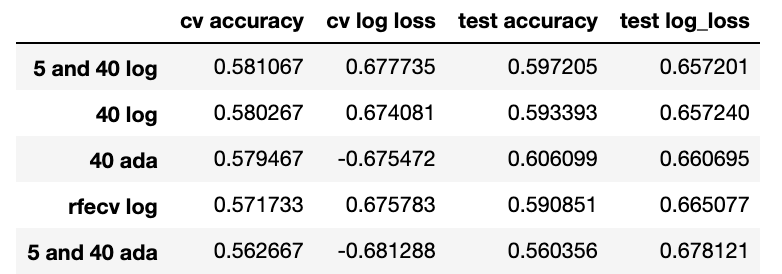 cv accuracy cv log loss test accuracy test log_loss
5 and 40 log 0.581067 0.677735 0.597205 0.657201
40 log 0.580267 0.674081 0.593393 0.657240
40 ada 0.579467 -0.675472 0.606099 0.660695
rfecv log 0.571733 0.675783 0.590851 0.665077
5 and 40 ada 0.562667 -0.681288 0.560356 0.678121